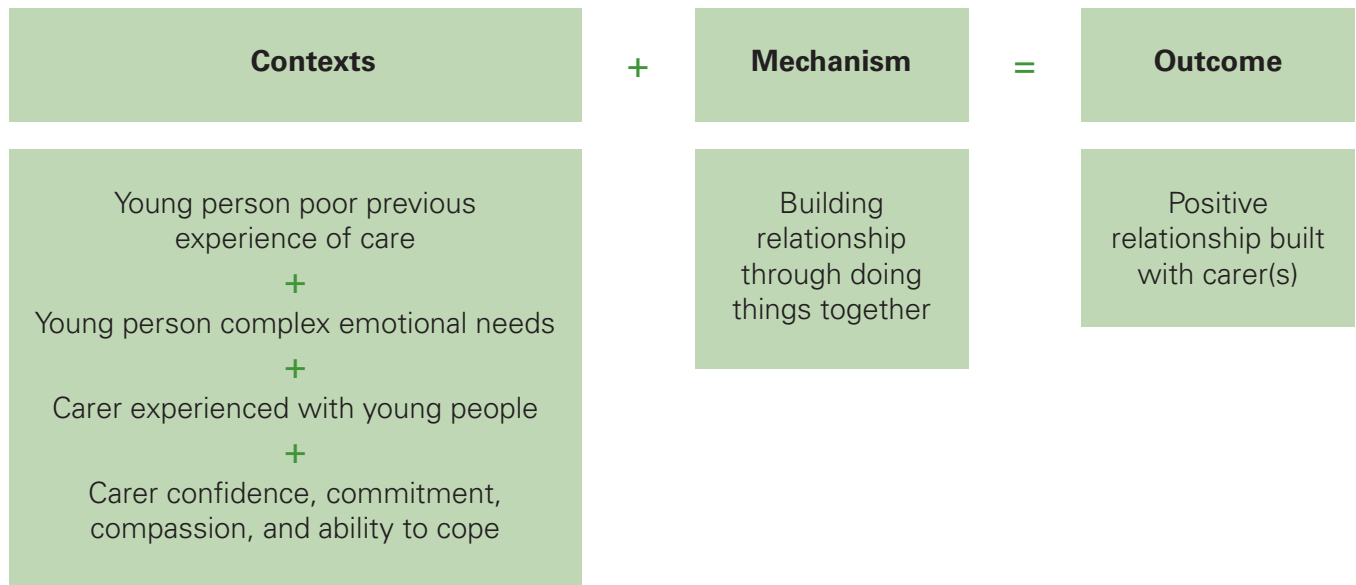 Contexts + Mechanism = Outcome
Young person poor previous
experience of care
+
Young person complex emotional needs
+
Carer experienced with young people
+
Carer confidence, commitment,
compassion, and ability to cope
Building
relationship
through doing
things together
Positive
relationship built
with carer(s)